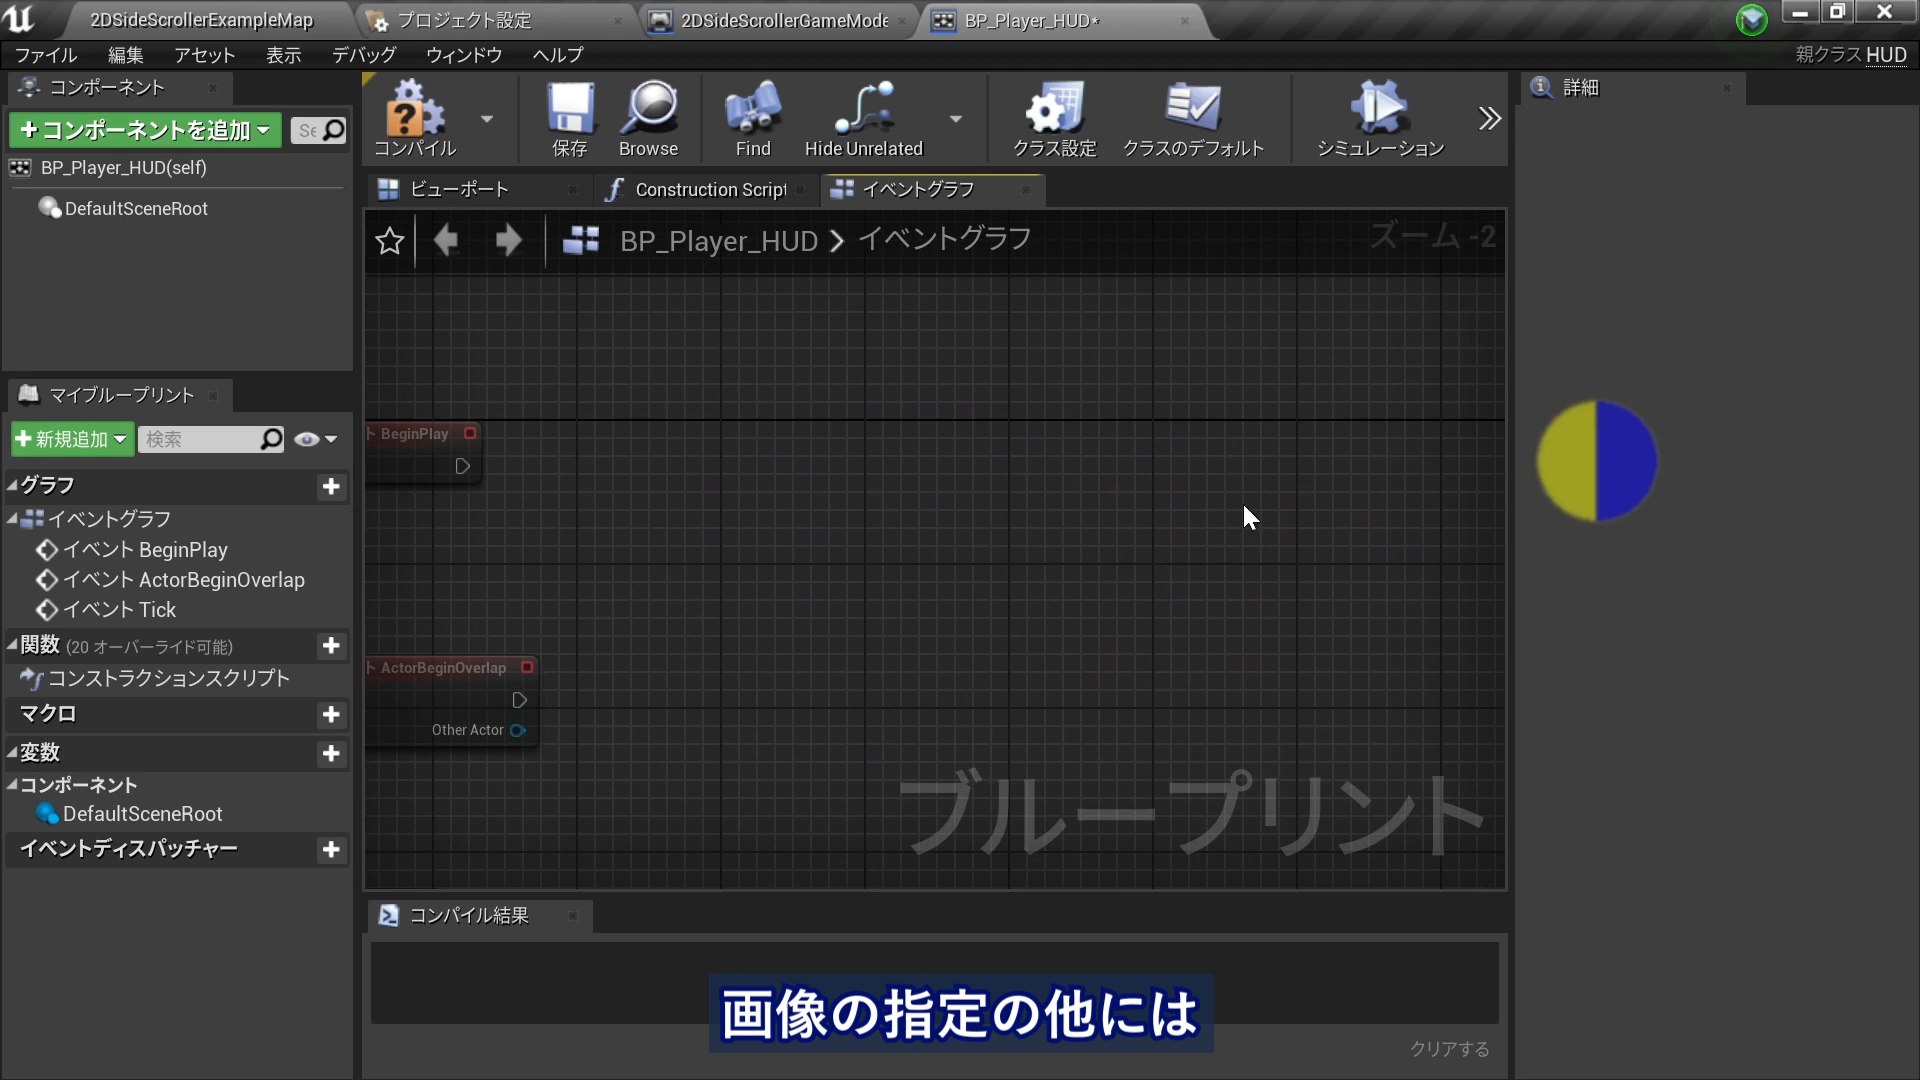 2DSideScrollerExampleMap
プロジェクト設定
2DSideScrollerGameMode
BP_Player_HUD*
ファイル 編集 アセット 表示 デバッグ ウィンドウ ヘルプ
親クラス HUD
コンポーネント
+コンポーネントを追加
Se
BP_Player_HUD(self)
DefaultSceneRoot
コンパイル
保存
Browse
Find
Hide Unrelated
クラス設定
クラスのデフォルト
シミュレーション
詳細
ビューポート
Construction Script
イベントグラフ
BP_Player_HUD > イベントグラフ
ズーム -2
マイブループリント
+新規追加
検索
グラフ
イベントグラフ
イベント BeginPlay
イベント ActorBeginOverlap
イベント Tick
関数 (20 オーバーライド可能)
コンストラクションスクリプト
マクロ
変数
コンポーネント
DefaultSceneRoot
イベントディスパッチャー
ト BeginPlay
ト ActorBeginOverlap
Other Actor
ブループリント
コンパイル結果
画像の指定の他には
クリアする